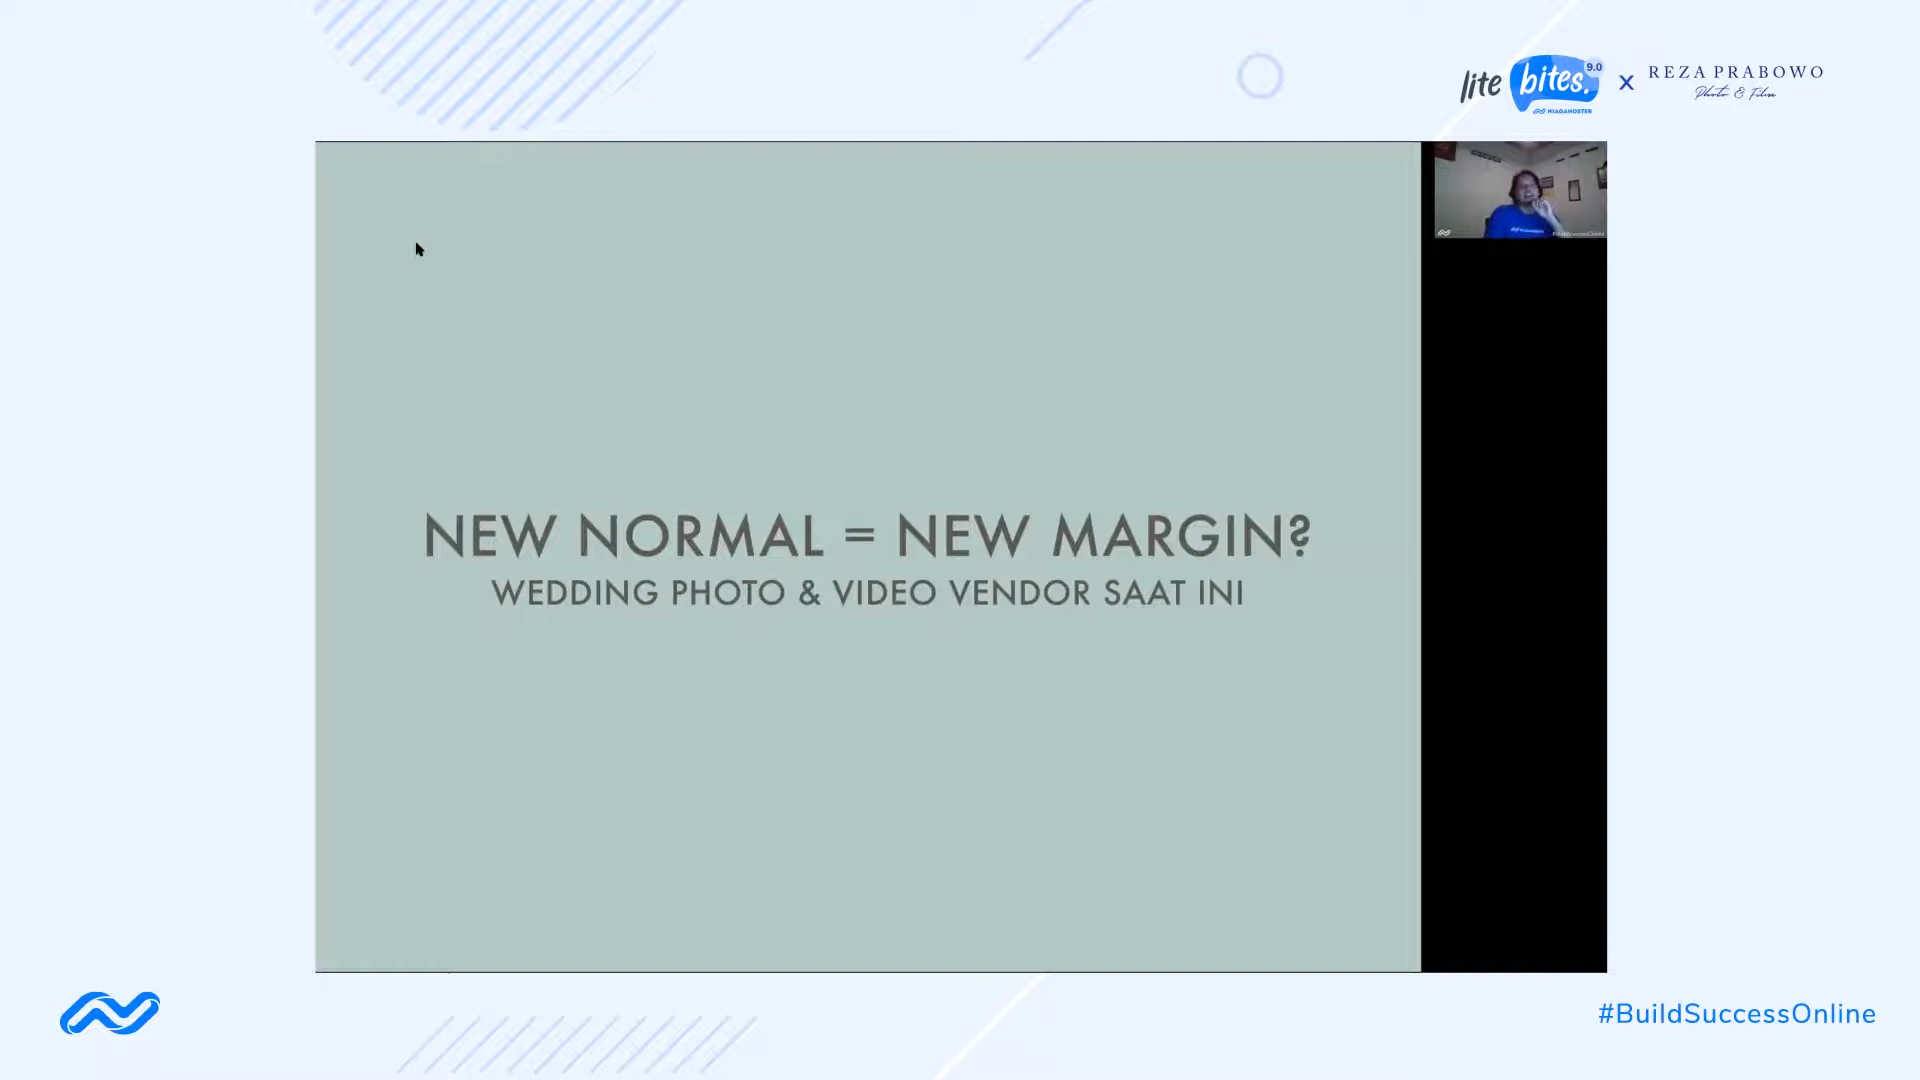 lite bites. 9.0
NIAGAHOSTER
x
REZA PRABOWO
Photo & Film
NEW NORMAL = NEW MARGIN?
WEDDING PHOTO & VIDEO VENDOR SAAT INI
#BuildSuccessOnline